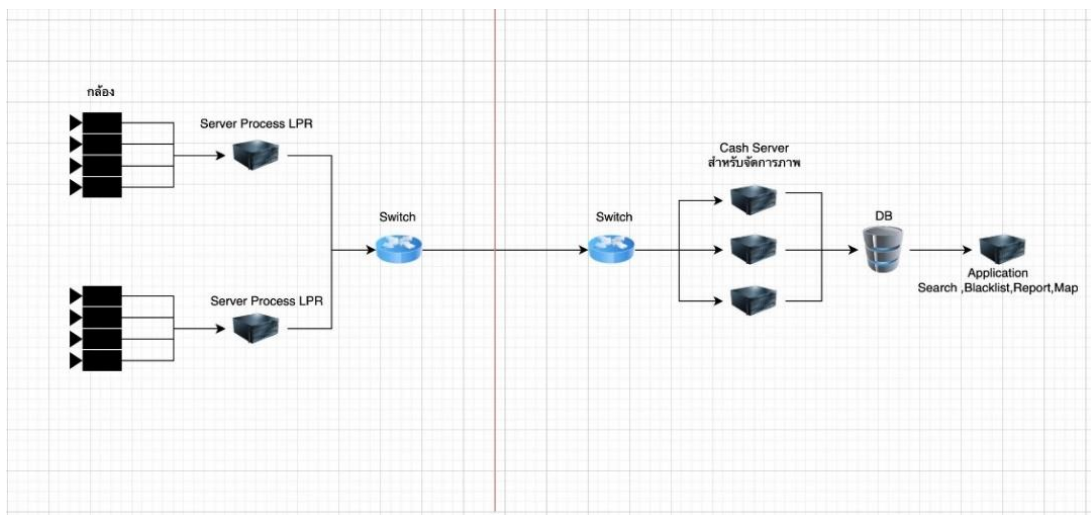 กล้อง
Server Process LPR
Server Process LPR
Switch
Switch
Cash Server
สำหรับจัดการภาพ
DB
Application
Search ,Blacklist,Report,Map